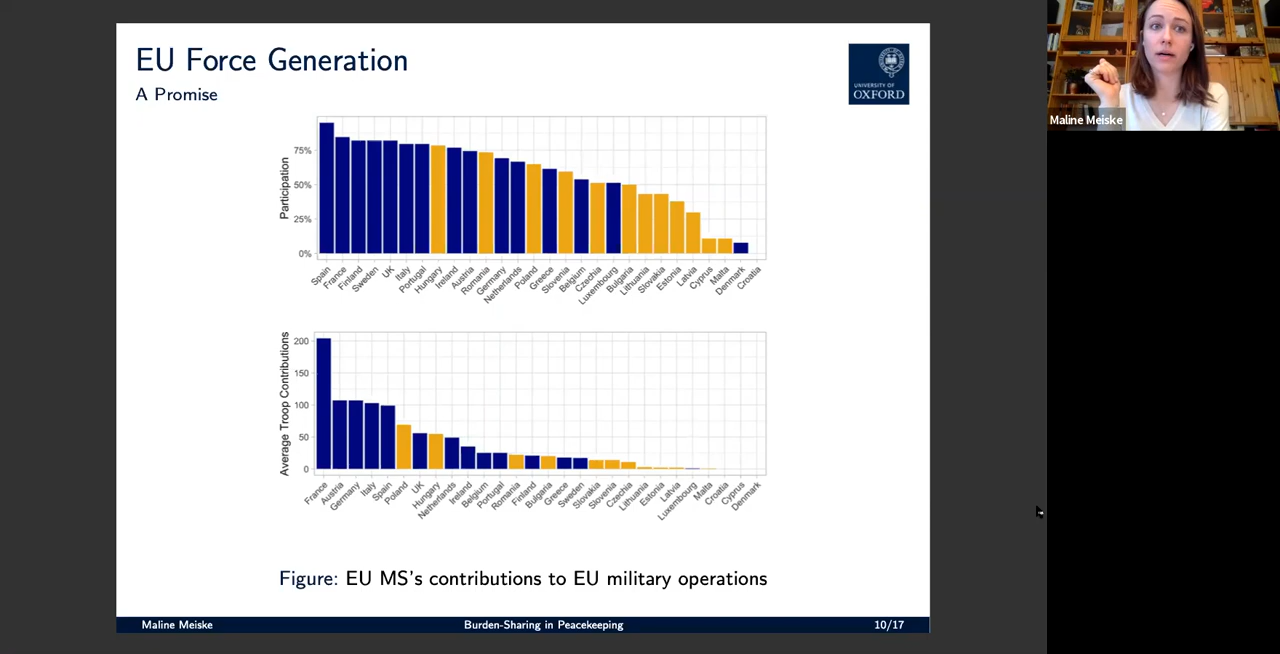 EU Force Generation
A Promise
UNIVERSITY OF
OXFORD
Maline Meiske
Participation
75%
50%
25%
0%
Spain
France
Finland
Sweden
UK
Italy
Portugal
Hungary
Ireland
Austria
Romania
Germany
Netherlands
Poland
Greece
Slovenia
Belgium
Czechia
Luxembourg
Bulgaria
Lithuania
Slovakia
Estonia
Latvia
Cyprus
Malta
Denmark
Croatia
Average Troop Contributions
200
150
100
50
0
France
Austria
Germany
Italy
Spain
Poland
UK
Hungary
Netherlands
Ireland
Belgium
Portugal
Romania
Finland
Bulgaria
Greece
Sweden
Slovakia
Slovenia
Czechia
Lithuania
Estonia
Latvia
Luxembourg
Malta
Croatia
Cyprus
Denmark
Figure: EU MS's contributions to EU military operations
Maline Meiske Burden-Sharing in Peacekeeping 10/17